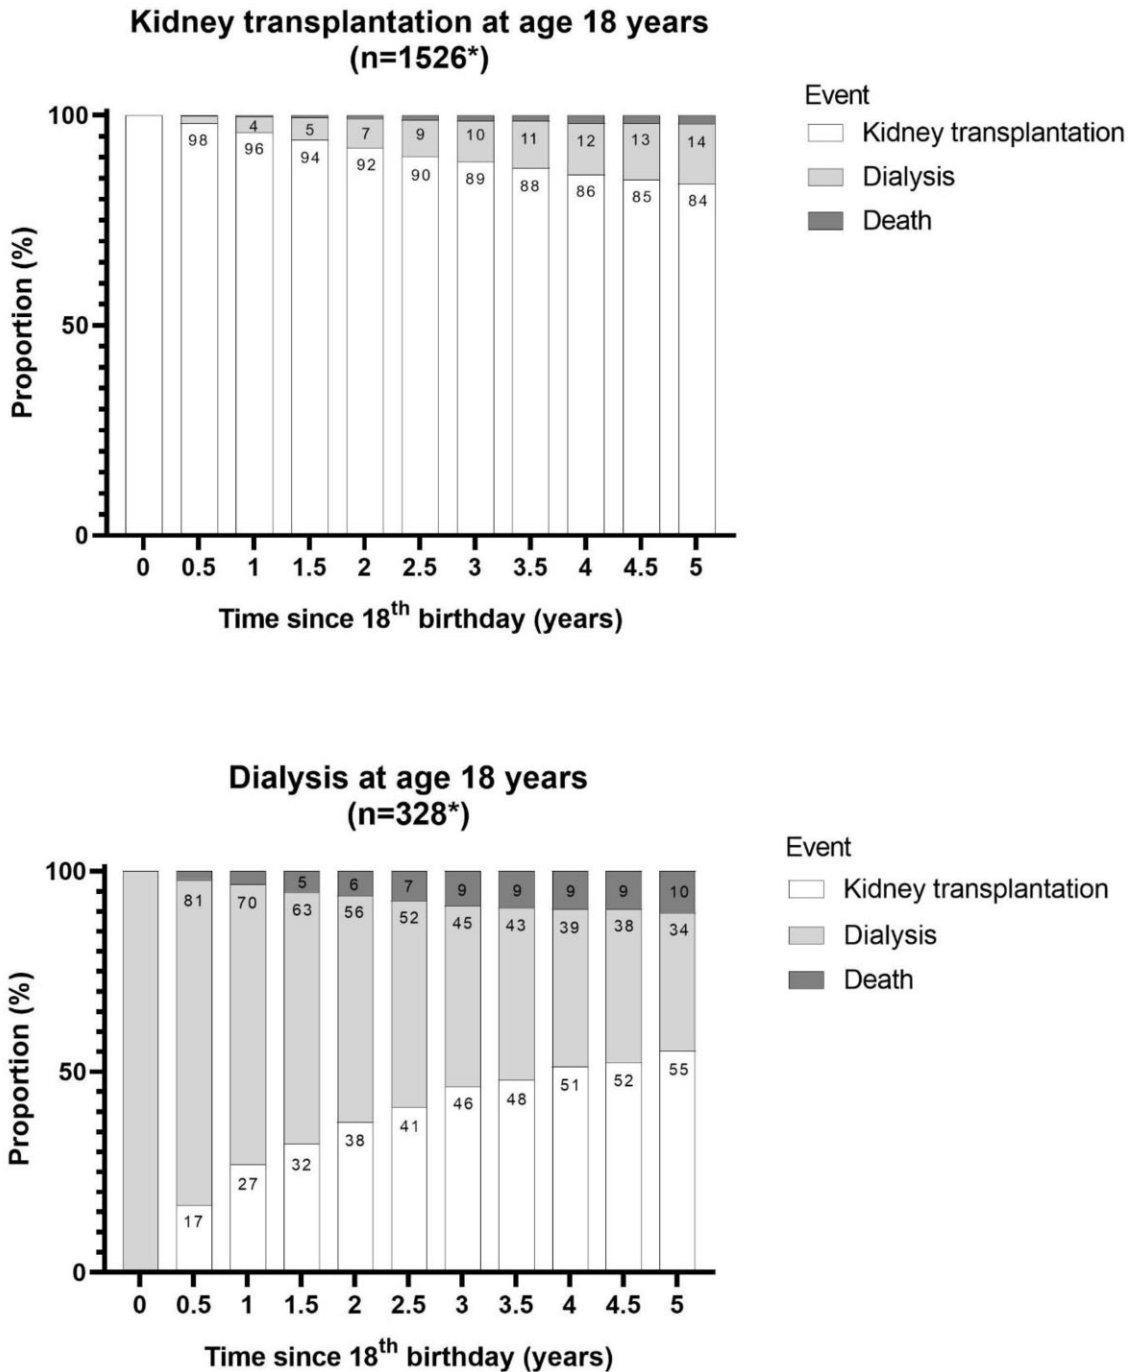 Kidney transplantation at age 18 years
(n=1526*)
Event
Kidney transplantation
Dialysis
Death
Proportion (%)
100
50
0
4 5 7 9 10 11 12 13 14
98 96 94 92 90 89 88 86 85 84
0 0.5 1 1.5 2 2.5 3 3.5 4 4.5 5
Time since 18th birthday (years)
Dialysis at age 18 years
(n=328*)
Event
Kidney transplantation
Dialysis
Death
Proportion (%)
100
50
0
5 6 7 9 9 9 9 10
81 70 63 56 52 45 43 39 38 34
17 27 32 38 41 46 48 51 52 55
0 0.5 1 1.5 2 2.5 3 3.5 4 4.5 5
Time since 18th birthday (years)